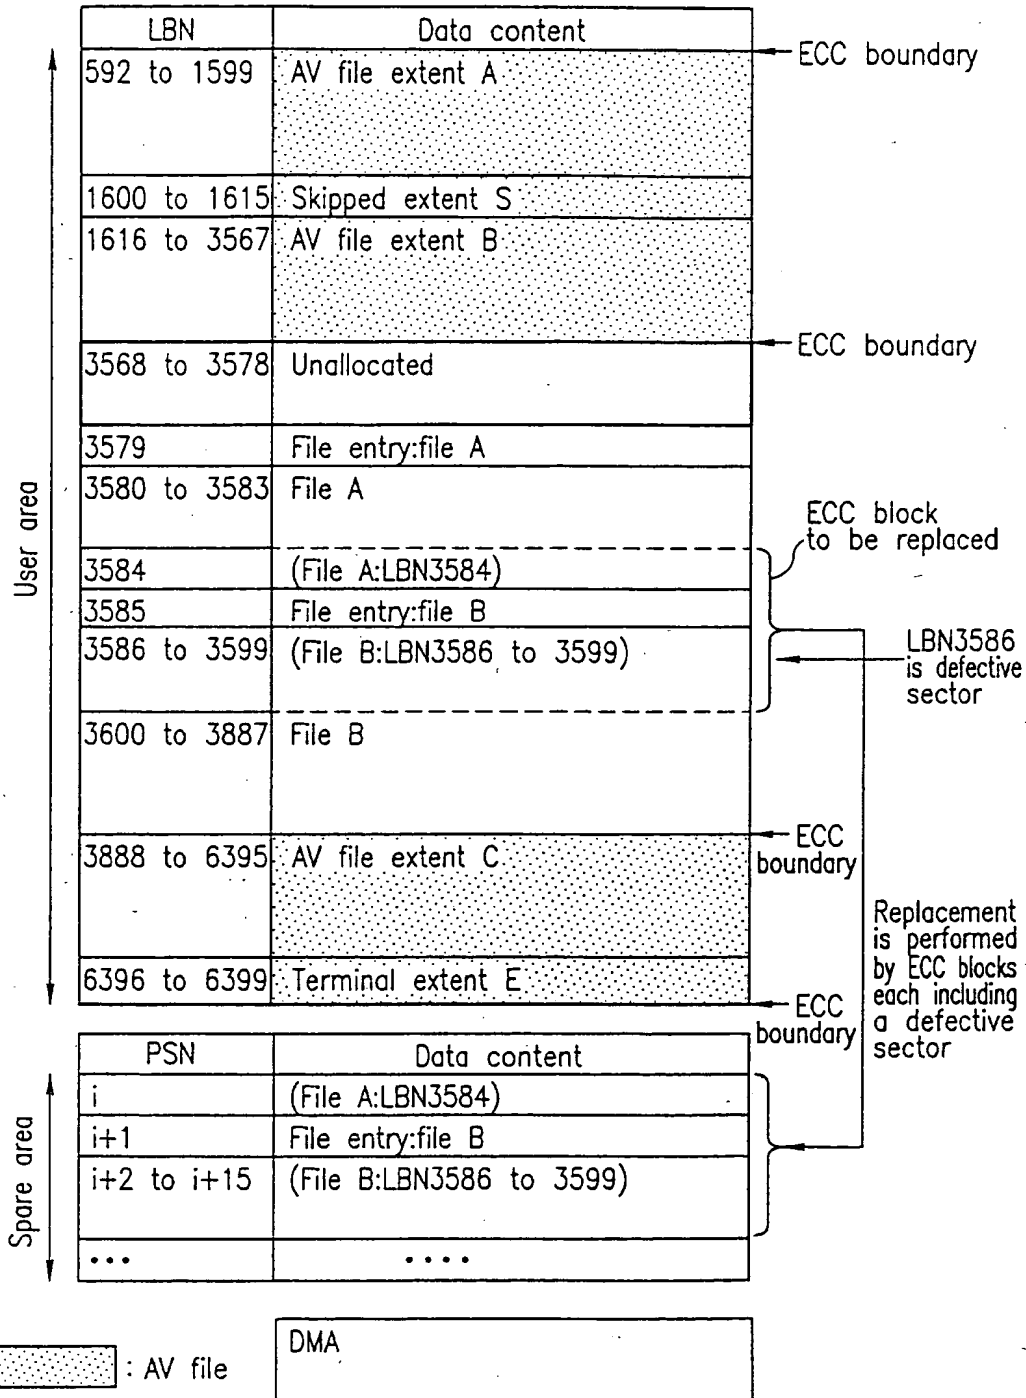 LBN Data content
ECC boundary
592 to 1599 AV file extent A
1600 to 1615 Skipped extent S
1616 to 3567 AV file extent B
ECC boundary
3568 to 3578 Unallocated
3579 File entry:file A
3580 to 3583 File A
ECC block
to be replaced
3584 (File A:LBN3584)
3585 File entry:file B
3586 to 3599 (File B:LBN3586 to 3599)
LBN3586
is defective
sector
3600 to 3887 File B
ECC
boundary
3888 to 6395 AV file extent C
6396 to 6399 Terminal extent E
ECC
boundary
User area
Replacement
is performed
by ECC blocks
each including
a defective
sector
PSN Data content
i (File A:LBN3584)
i+1 File entry:file B
i+2 to i+15 (File B:LBN3586 to 3599)
... ....
Spare area
DMA
: AV file